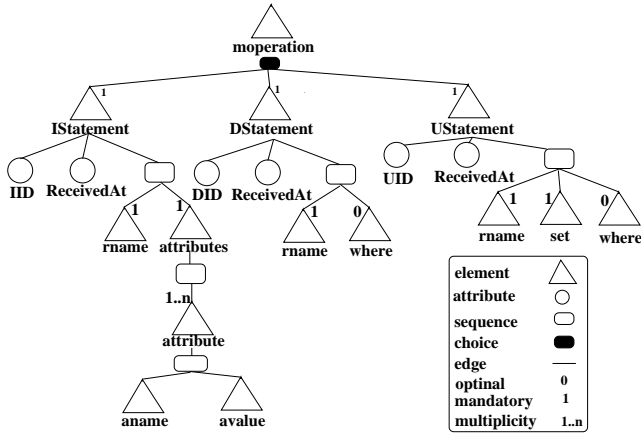 moperation
1 1 1
IStatement DStatement UStatement
IID ReceivedAt DID ReceivedAt UID ReceivedAt
1 1 1 0 1 1 0
rname attributes rname where rname set where
1..n
attribute
aname avalue
element
attribute
sequence
choice
edge
optinal 0
mandatory 1
multiplicity 1..n